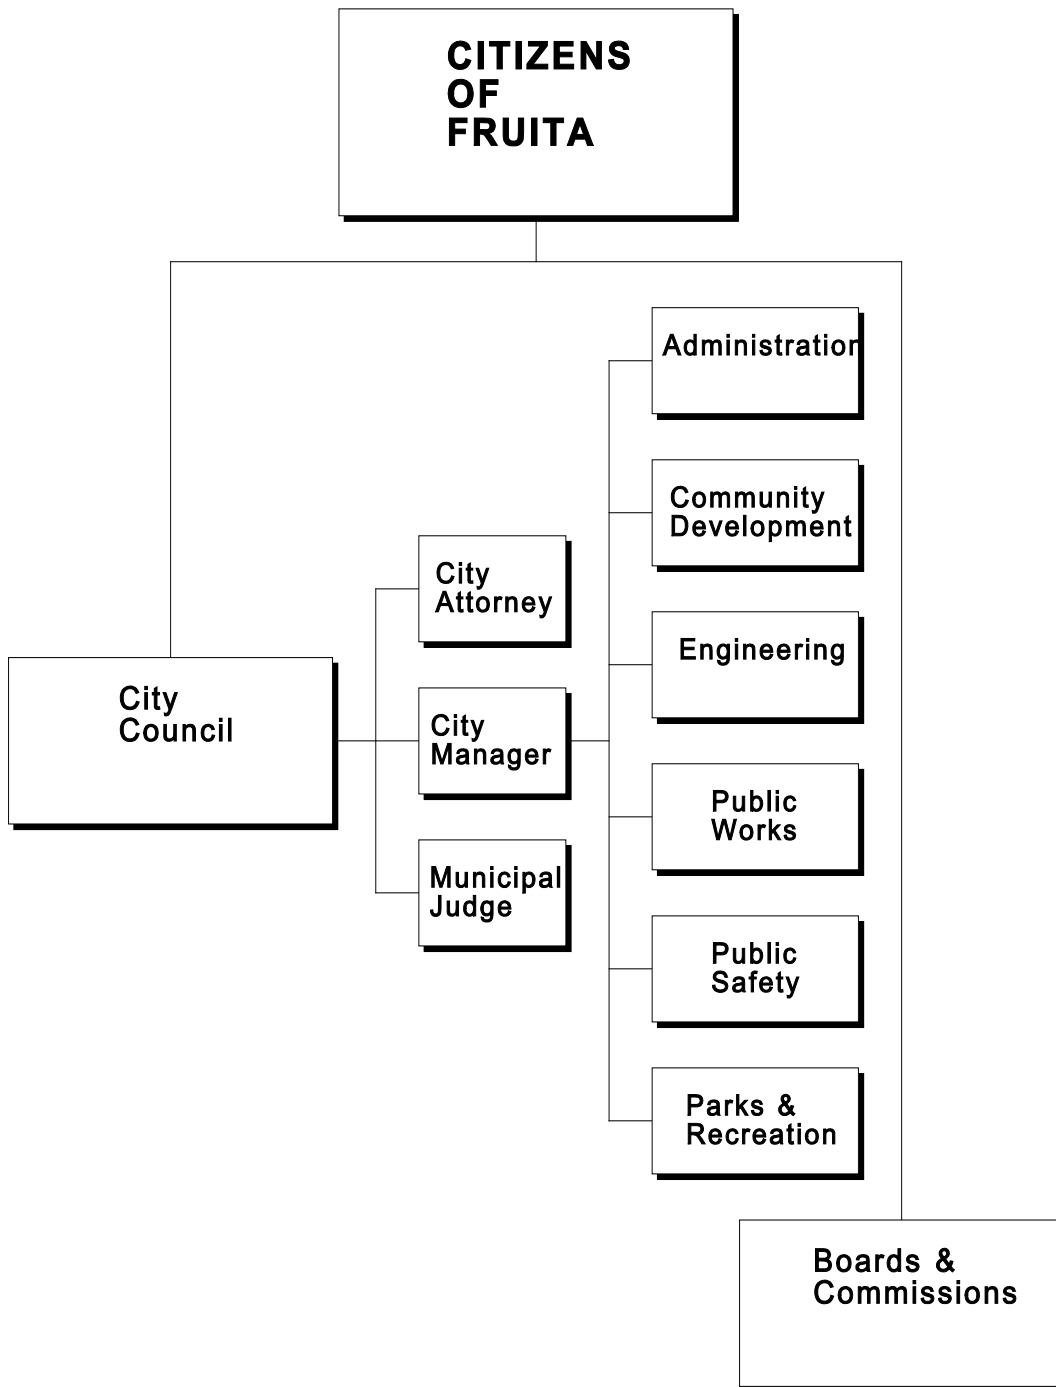 CITIZENS
OF
FRUITA
Administration
Community
Development
City
Attorney
Engineering
City
Council
City
Manager
Public
Works
Municipal
Judge
Public
Safety
Parks &
Recreation
Boards &
Commissions